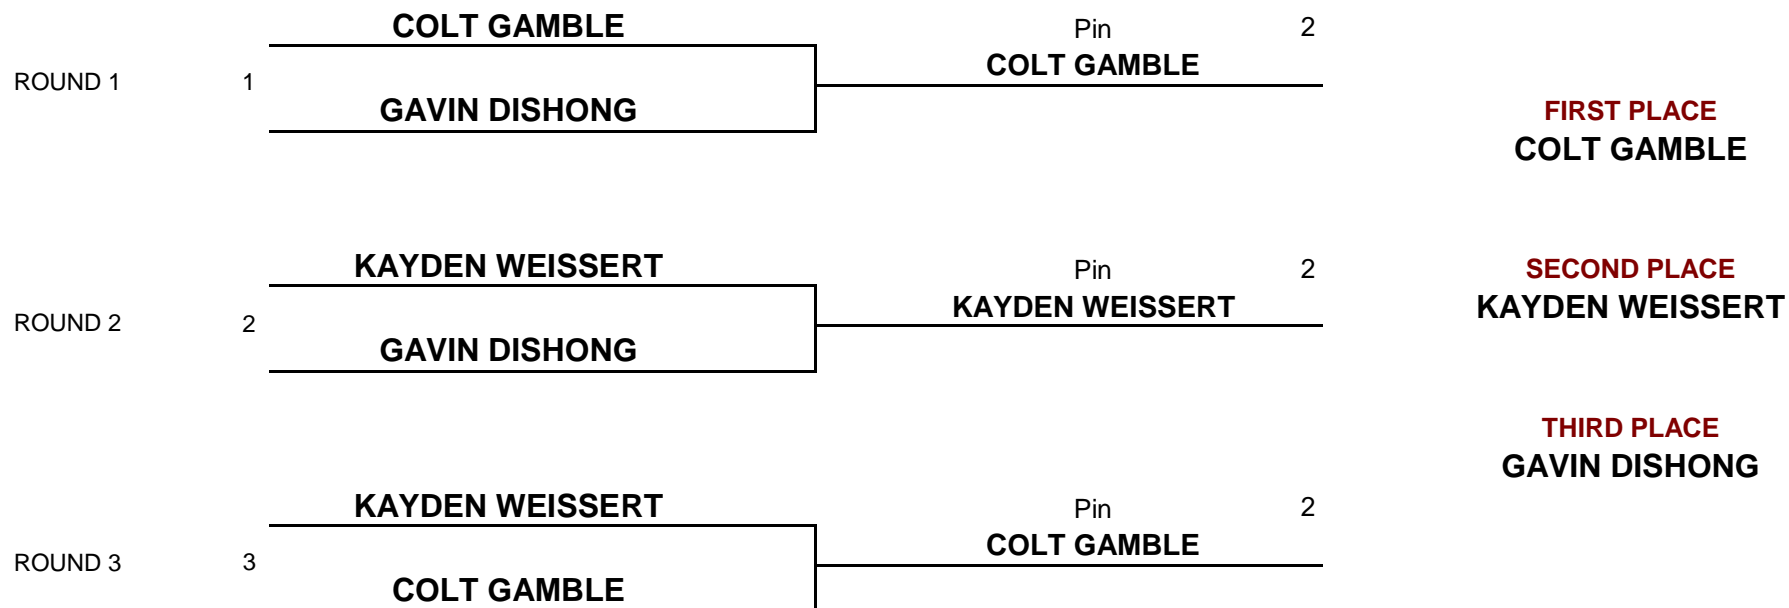 COLT GAMBLE
Pin 2
COLT GAMBLE
ROUND 1 1
GAVIN DISHONG
FIRST PLACE
COLT GAMBLE
KAYDEN WEISSERT
Pin 2
SECOND PLACE
KAYDEN WEISSERT
KAYDEN WEISSERT
ROUND 2 2
GAVIN DISHONG
THIRD PLACE
GAVIN DISHONG
KAYDEN WEISSERT
Pin 2
COLT GAMBLE
ROUND 3 3
COLT GAMBLE